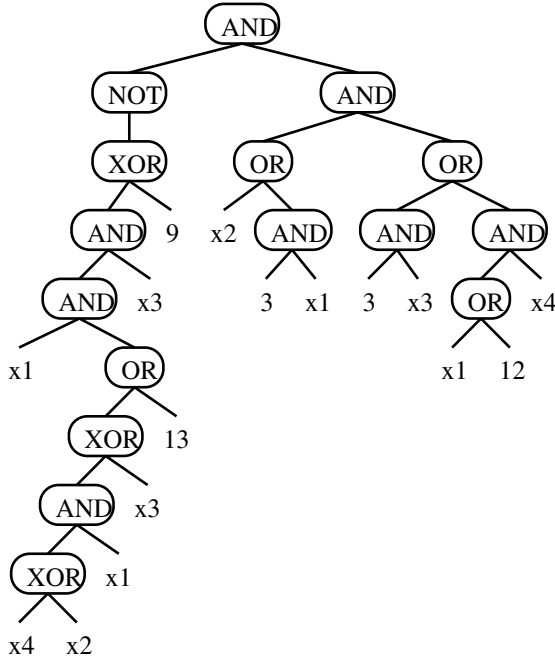 AND
NOT AND
XOR OR OR
AND 9 x2 AND AND AND
AND x3 3 x1 3 x3 OR x4
x1 OR x1 12
XOR 13
AND x3
XOR x1
x4 x2